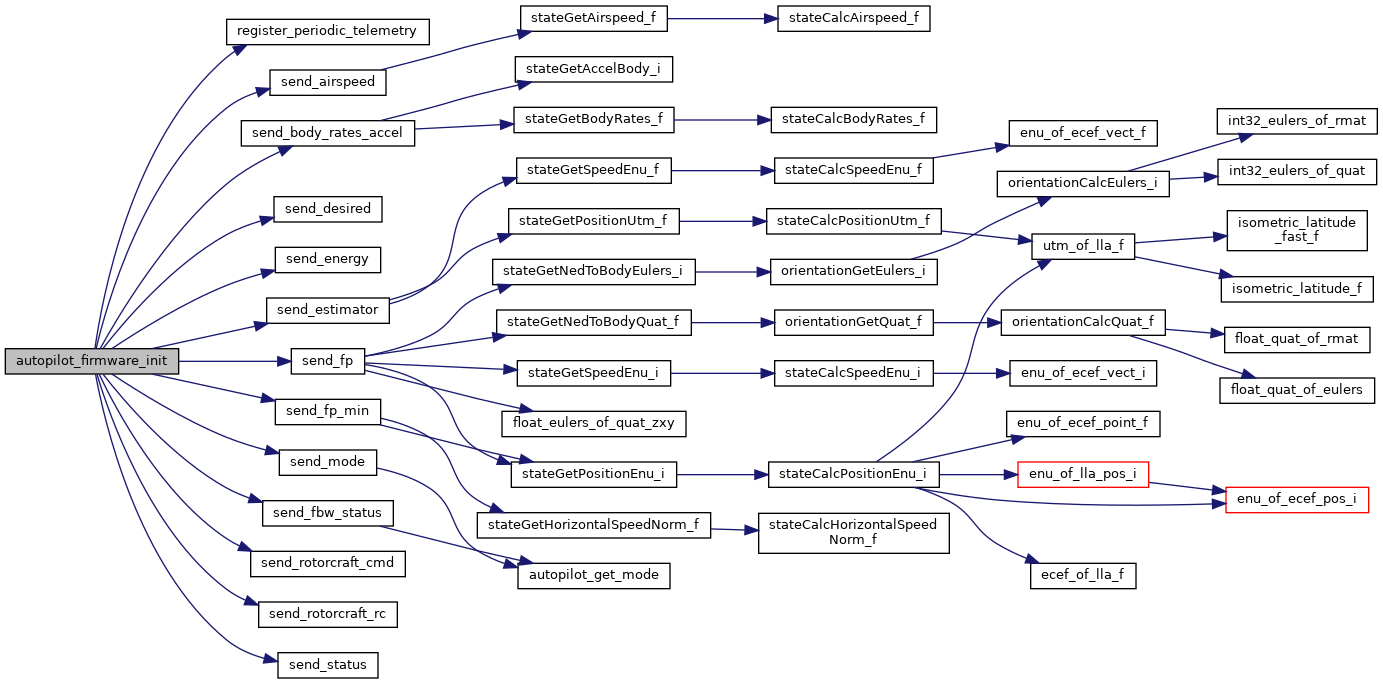 autopilot_firmware_init
register_periodic_telemetry
send_airspeed
send_body_rates_accel
send_desired
send_energy
send_estimator
send_fp
send_fp_min
send_mode
send_fbw_status
send_rotorcraft_cmd
send_rotorcraft_rc
send_status
stateGetAirspeed_f
stateGetAccelBody_i
stateGetBodyRates_f
stateGetSpeedEnu_f
stateGetPositionUtm_f
stateGetNedToBodyEulers_i
stateGetNedToBodyQuat_f
stateGetSpeedEnu_i
float_eulers_of_quat_zxy
stateGetPositionEnu_i
stateGetHorizontalSpeedNorm_f
autopilot_get_mode
stateCalcAirspeed_f
stateCalcBodyRates_f
stateCalcSpeedEnu_f
stateCalcPositionUtm_f
orientationGetEulers_i
orientationGetQuat_f
stateCalcSpeedEnu_i
stateCalcPositionEnu_i
stateCalcHorizontalSpeed
Norm_f
enu_of_ecef_vect_f
orientationCalcEulers_i
utm_of_lla_f
orientationCalcQuat_f
enu_of_ecef_vect_i
enu_of_ecef_point_f
enu_of_lla_pos_i
ecef_of_lla_f
int32_eulers_of_rmat
int32_eulers_of_quat
isometric_latitude
_fast_f
isometric_latitude_f
float_quat_of_rmat
float_quat_of_eulers
enu_of_ecef_pos_i